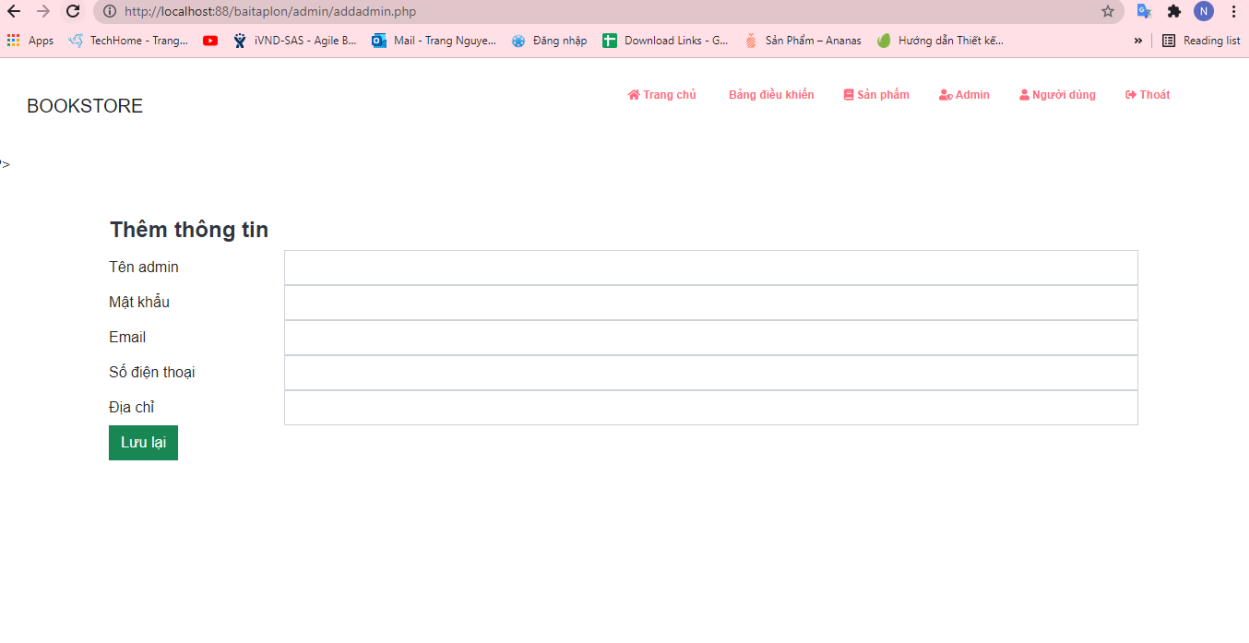 http://localhost:88/baitaplon/admin/addadmin.php
N
Apps TechHome - Trang... iVND-SAS - Agile B... Mail - Trang Nguye... Đăng nhập Download Links - G... Sản Phẩm – Ananas Hướng dẫn Thiết kế... » Reading list
BOOKSTORE
Trang chủ Bảng điều khiển Sản phẩm Admin Người dùng Thoát
?>
Thêm thông tin
Tên admin
Mật khẩu
Email
Số điện thoại
Địa chỉ
Lưu lại